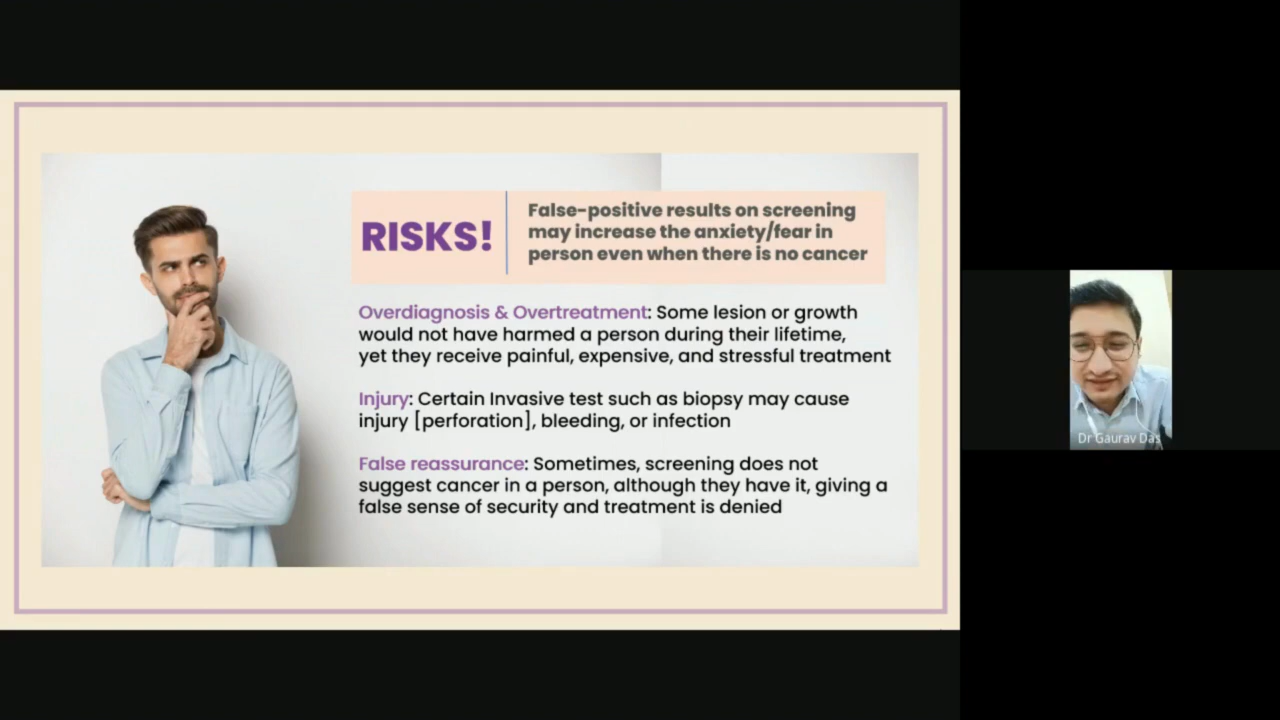 RISKS!
False-positive results on screening
may increase the anxiety/fear in
person even when there is no cancer
Overdiagnosis & Overtreatment: Some lesion or growth
would not have harmed a person during their lifetime,
yet they receive painful, expensive, and stressful treatment
Injury: Certain Invasive test such as biopsy may cause
injury [perforation], bleeding, or infection
False reassurance: Sometimes, screening does not
suggest cancer in a person, although they have it, giving a
false sense of security and treatment is denied
Dr Gaurav Das